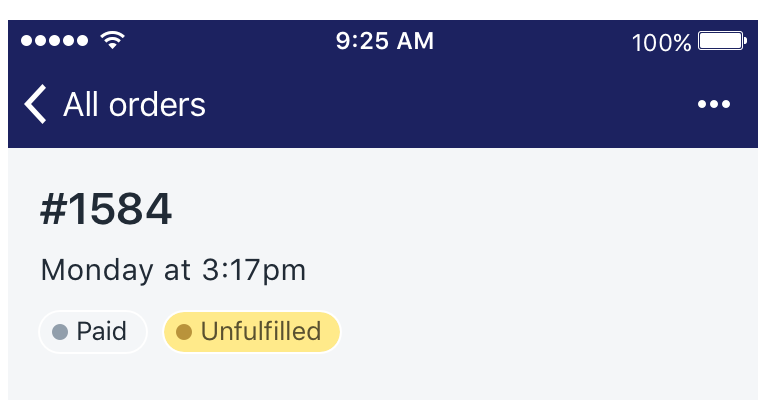 9:25 AM 100%
All orders
#1584
Monday at 3:17pm
Paid Unfulfilled